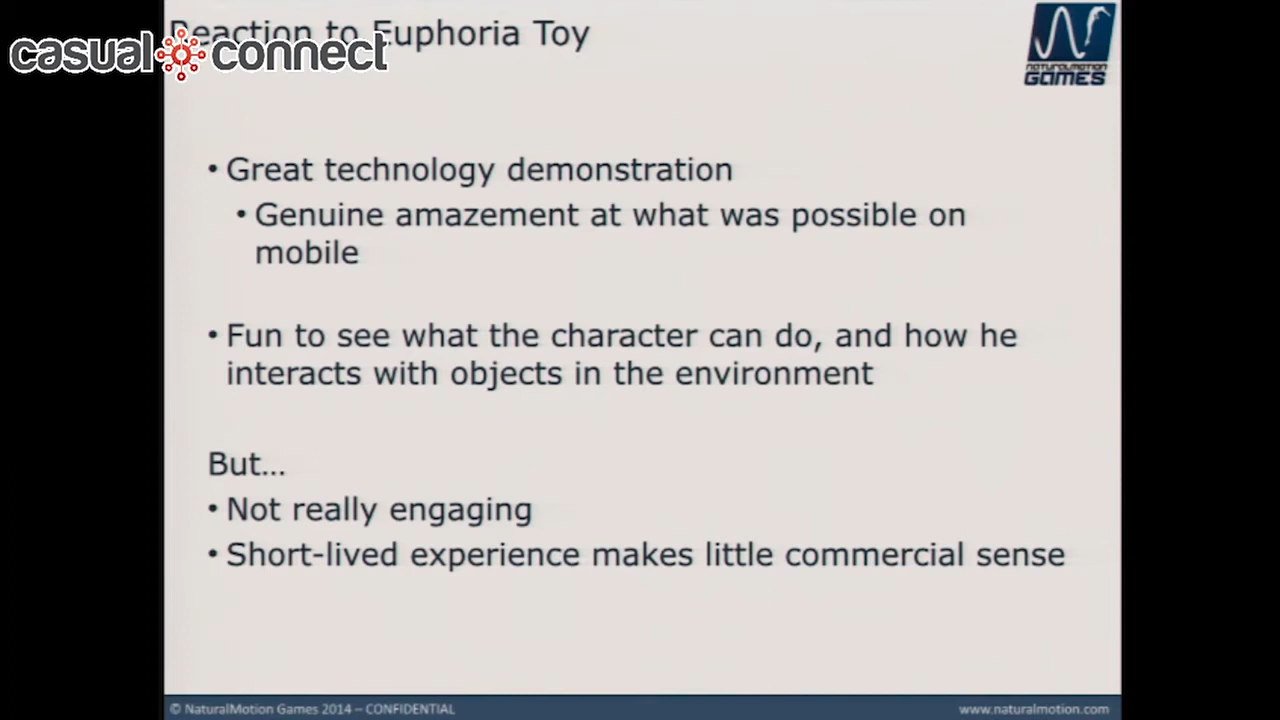 Reaction to Euphoria Toy
casual connect
NATURALMOTION
GAMES
• Great technology demonstration
• Genuine amazement at what was possible on
mobile
• Fun to see what the character can do, and how he
interacts with objects in the environment
But...
• Not really engaging
• Short-lived experience makes little commercial sense
© NaturalMotion Games 2014 – CONFIDENTIAL
www.naturalmotion.com